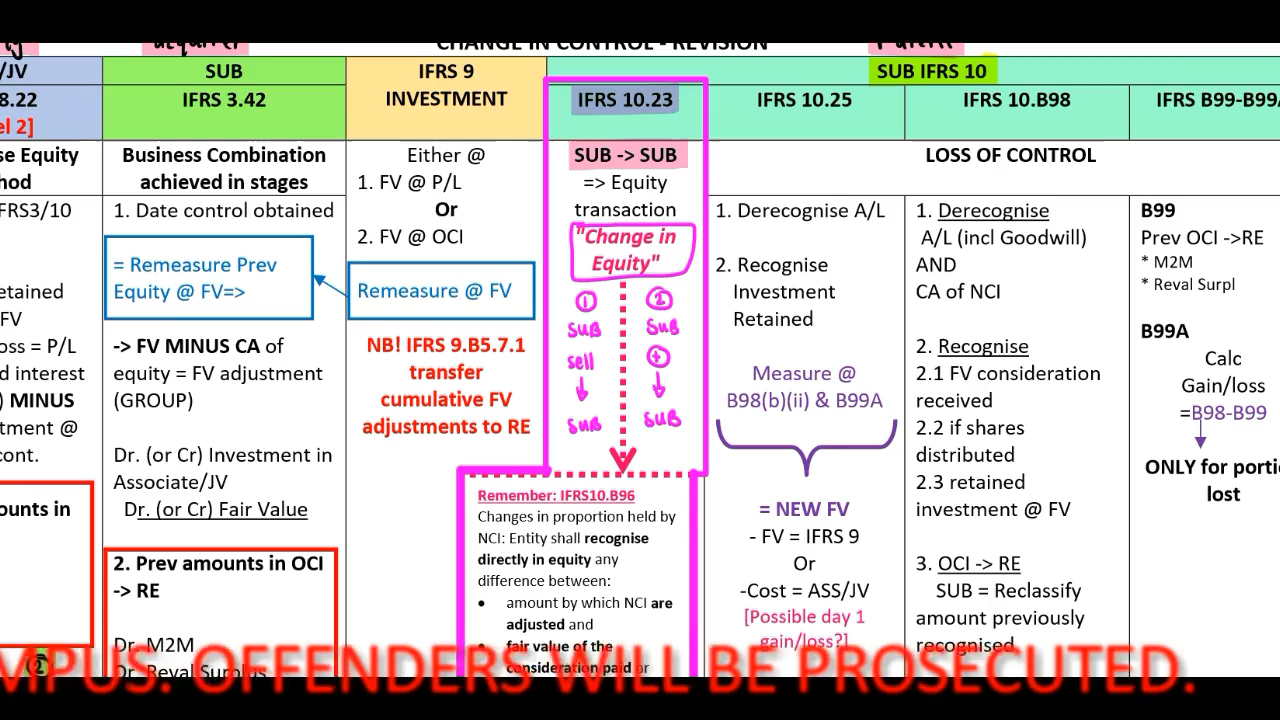 CHANGE IN CONTROL - REVISION
/JV
SUB
IFRS 9
INVESTMENT
SUB IFRS 10
8.22
el 2]
IFRS 3.42
IFRS 10.23
IFRS 10.25
IFRS 10.B98
IFRS B99-B99A
se Equity
hod
FRS3/10
etained
FV
oss = P/L
d interest
) MINUS
tment @
cont.
ounts in
Business Combination
achieved in stages
1. Date control obtained
= Remeasure Prev
Equity @ FV=>
-> FV MINUS CA of
equity = FV adjustment
(GROUP)
Dr. (or Cr) Investment in
Associate/JV
Dr. (or Cr) Fair Value
2. Prev amounts in OCI
-> RE
Dr. M2M
Dr. Reval Surplus
Either @
1. FV @ P/L
Or
2. FV @ OCI
Remeasure @ FV
NB! IFRS 9.B5.7.1
transfer
cumulative FV
adjustments to RE
SUB -> SUB
=> Equity
transaction
"Change in
Equity"
1 2
SUB SUB
sell +
SUB SUB
Remember: IFRS10.B96
Changes in proportion held by
NCI: Entity shall recognise
directly in equity any
difference between:
• amount by which NCI are
adjusted and
• fair value of the
consideration paid or
LOSS OF CONTROL
1. Derecognise A/L
2. Recognise
Investment
Retained
Measure @
B98(b)(ii) & B99A
= NEW FV
- FV = IFRS 9
Or
-Cost = ASS/JV
[Possible day 1
gain/loss?]
1. Derecognise
A/L (incl Goodwill)
AND
CA of NCI
2. Recognise
2.1 FV consideration
received
2.2 if shares
distributed
2.3 retained
investment @ FV
3. OCI -> RE
SUB = Reclassify
amount previously
recognised
B99
Prev OCI ->RE
* M2M
* Reval Surpl
B99A
Calc
Gain/loss
=B98-B99
ONLY for portio
lost
MPUS. OFFENDERS WILL BE PROSECUTED.